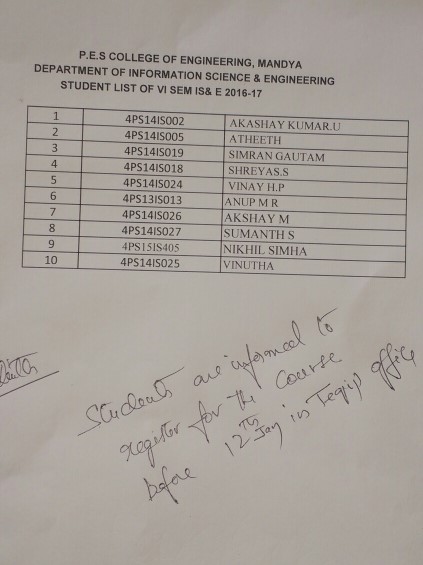 P.E.S COLLEGE OF ENGINEERING, MANDYA
DEPARTMENT OF INFORMATION SCIENCE & ENGINEERING
STUDENT LIST OF VI SEM IS& E 2016-17
1 4PS14IS002 AKASHAY KUMAR.U
2 4PS14IS005 ATHEETH
3 4PS14IS019 SIMRAN GAUTAM
4 4PS14IS018 SHREYAS.S
5 4PS14IS024 VINAY H.P
6 4PS13IS013 ANUP M R
7 4PS14IS026 AKSHAY M
8 4PS14IS027 SUMANTH S
9 4PS15IS405 NIKHIL SIMHA
10 4PS14IS025 VINUTHA
Students are informed to
register for the course
before 12th Jan in Teqip office